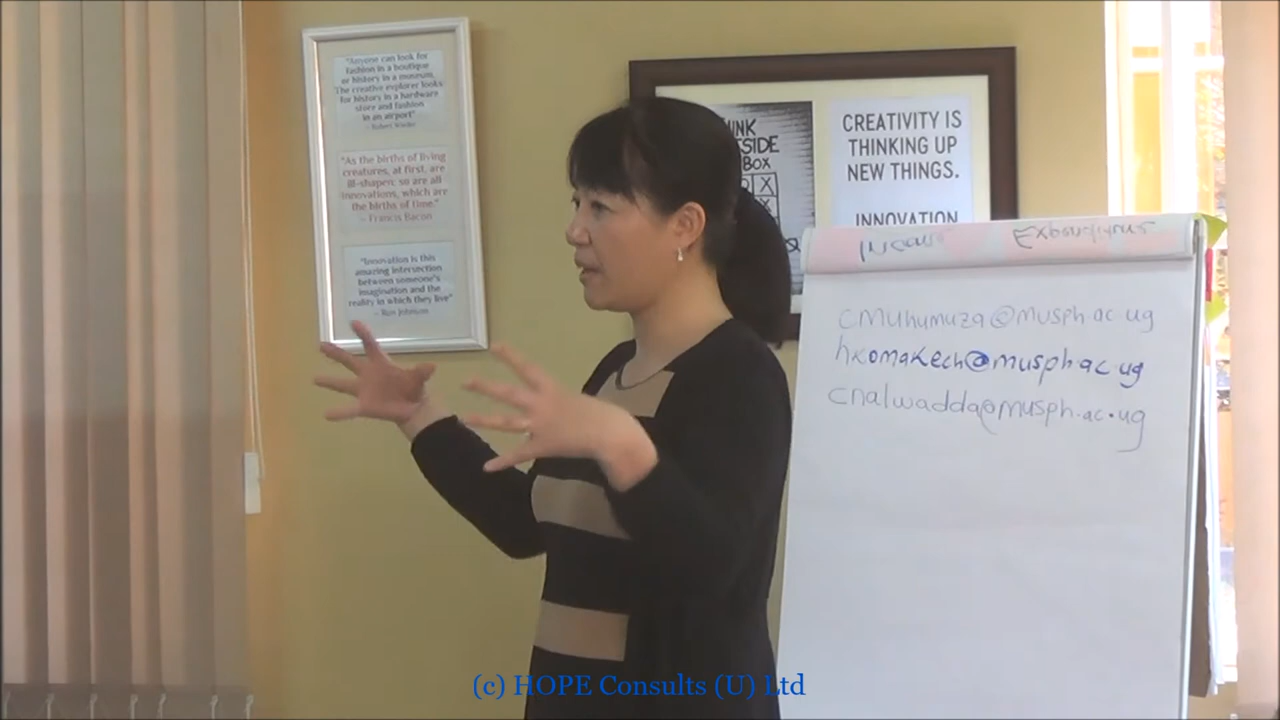 "Anyone can look for
fashion in a boutique
or history in a museum.
The creative explorer looks
for history in a hardware
store and fashion
in an airport"
"As the births of living
creatures, at first, are
ill-shapen: so are all
innovations, which are
the births of time."
– Francis Bacon
"Innovation is this
amazing intersection
between someone's
imagination and the
reality in which they live"
– Ron Johnson
BOX
CREATIVITY IS
THINKING UP
NEW THINGS.
INNOVATION
cmuhumuza@musph.ac.ug
hkomakech@musph.ac.ug
cnalwadda@musph.ac.ug
(c) HOPE Consults (U) Ltd